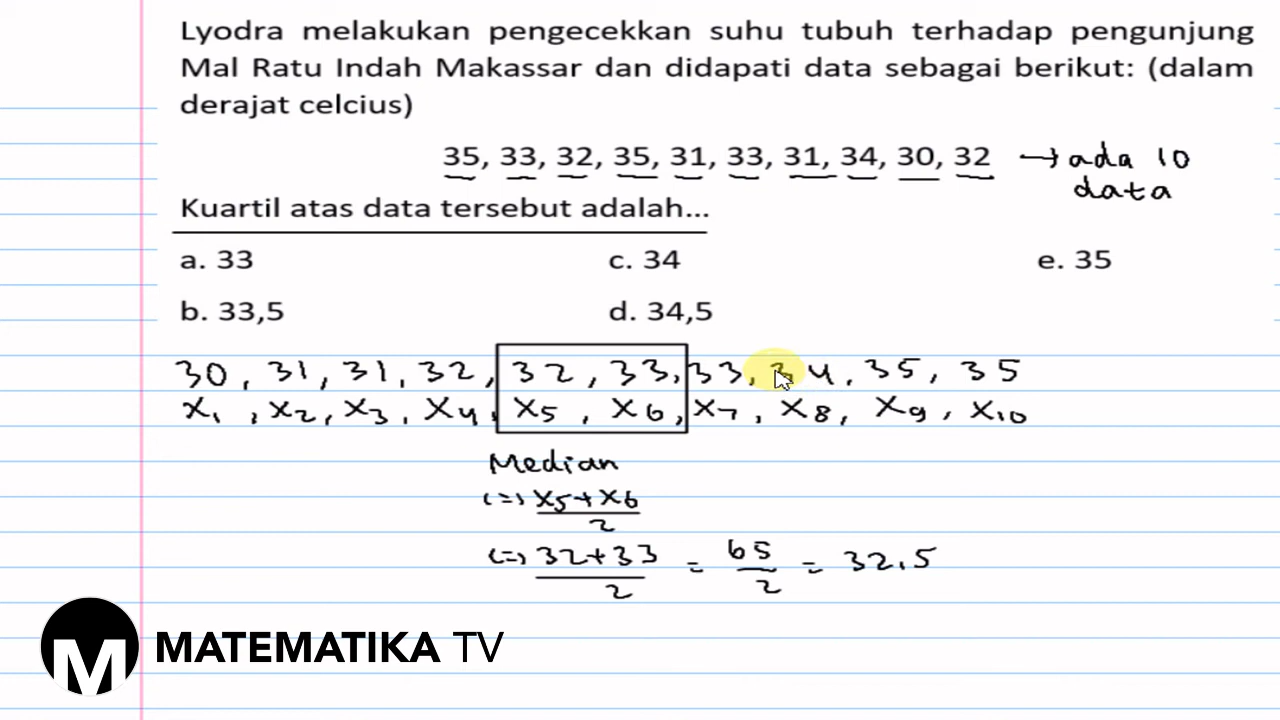 Lyodra melakukan pengecekkan suhu tubuh terhadap pengunjung
Mal Ratu Indah Makassar dan didapati data sebagai berikut: (dalam
derajat celcius)
35, 33, 32, 35, 31, 33, 31, 34, 30, 32 → ada 10
data
Kuartil atas data tersebut adalah...
a. 33 c. 34 e. 35
b. 33,5 d. 34,5
30, 31, 31, 32, 32, 33, 33, 34, 35, 35
X1, X2, X3, X4, X5, X6, X7, X8, X9, X10
Median
(=) X5+X6
2
(=) 32+33 = 65 = 32,5
2 2
M MATEMATIKA TV